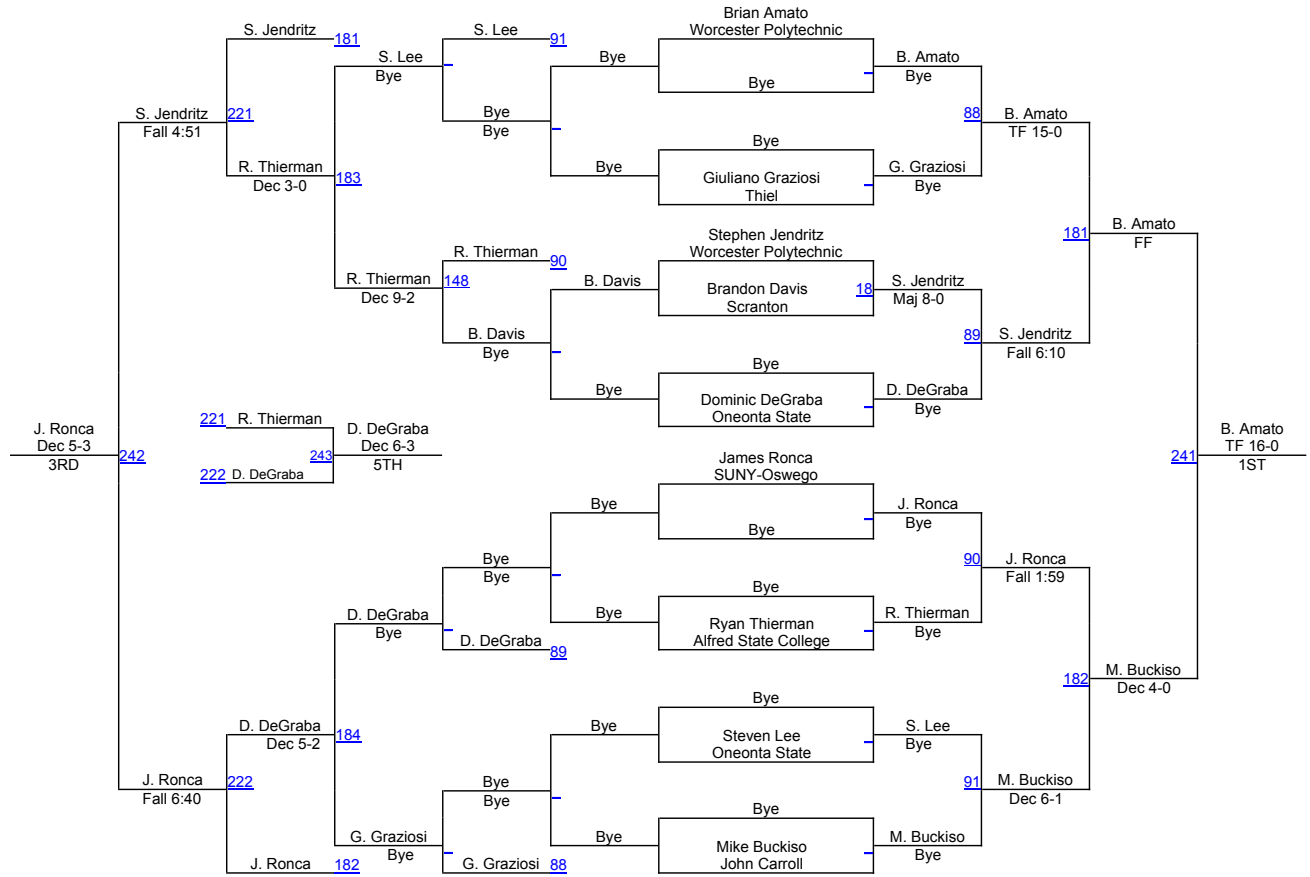 Brian Amato
S. Jendritz
181
S. Lee
91
Worcester Polytechnic
S. Lee
Bye
Bye
B. Amato
Bye
Bye
S. Jendritz
Fall 4:51
221
Bye
Bye
88
B. Amato
TF 15-0
Bye
R. Thierman
Dec 3-0
183
Bye
Giuliano Graziosi
Thiel
G. Graziosi
Bye
181
B. Amato
FF
Stephen Jendritz
Worcester Polytechnic
R. Thierman
90
R. Thierman
Dec 9-2
148
B. Davis
Brandon Davis
Scranton
18
S. Jendritz
Maj 8-0
B. Davis
Bye
89
S. Jendritz
Fall 6:10
Bye
Bye
Dominic DeGraba
Oneonta State
D. DeGraba
Bye
J. Ronca
Dec 5-3
3RD
242
221
R. Thierman
222
D. DeGraba
243
D. DeGraba
Dec 6-3
5TH
241
B. Amato
TF 16-0
1ST
James Ronca
SUNY-Oswego
Bye
Bye
J. Ronca
Bye
Bye
Bye
90
J. Ronca
Fall 1:59
Bye
D. DeGraba
Bye
D. DeGraba
89
Bye
Ryan Thierman
Alfred State College
R. Thierman
Bye
182
M. Buckiso
Dec 4-0
Bye
D. DeGraba
Dec 5-2
184
Bye
Steven Lee
Oneonta State
S. Lee
Bye
J. Ronca
Fall 6:40
222
Bye
Bye
91
M. Buckiso
Dec 6-1
Bye
G. Graziosi
Bye
Bye
Mike Buckiso
John Carroll
M. Buckiso
Bye
J. Ronca
182
G. Graziosi
88